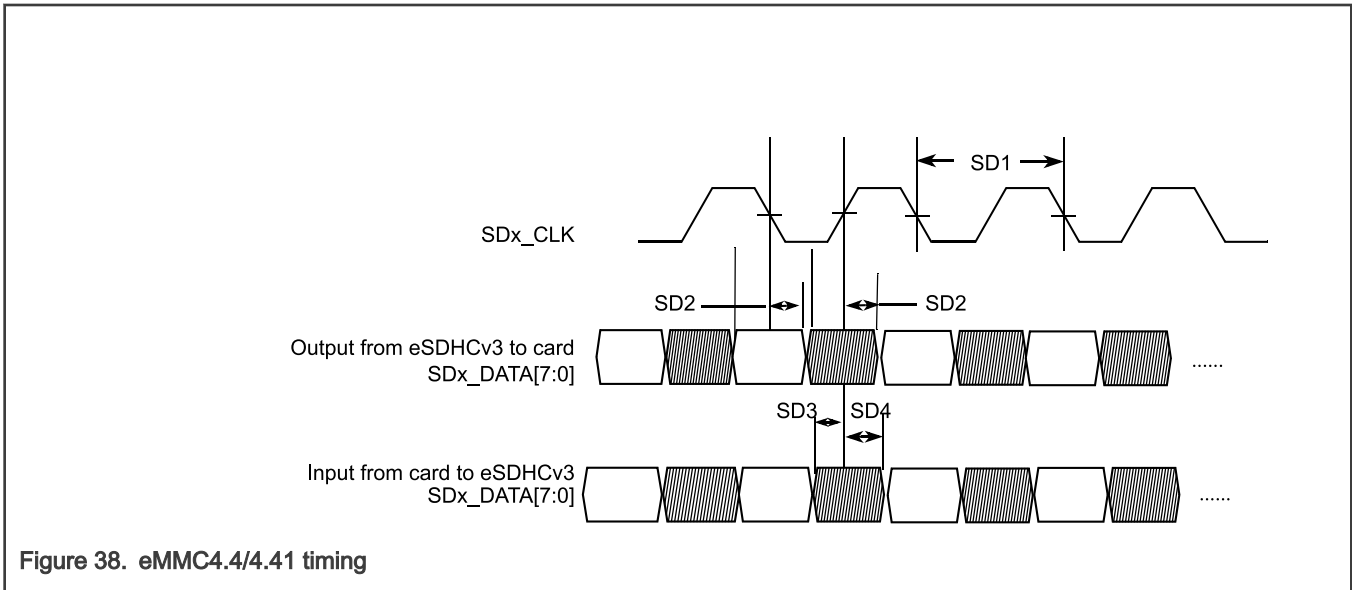 SD1
SDx_CLK
SD2
SD2
Output from eSDHCv3 to card
SDx_DATA[7:0]
......
SD3
SD4
Input from card to eSDHCv3
SDx_DATA[7:0]
......
Figure 38. eMMC4.4/4.41 timing